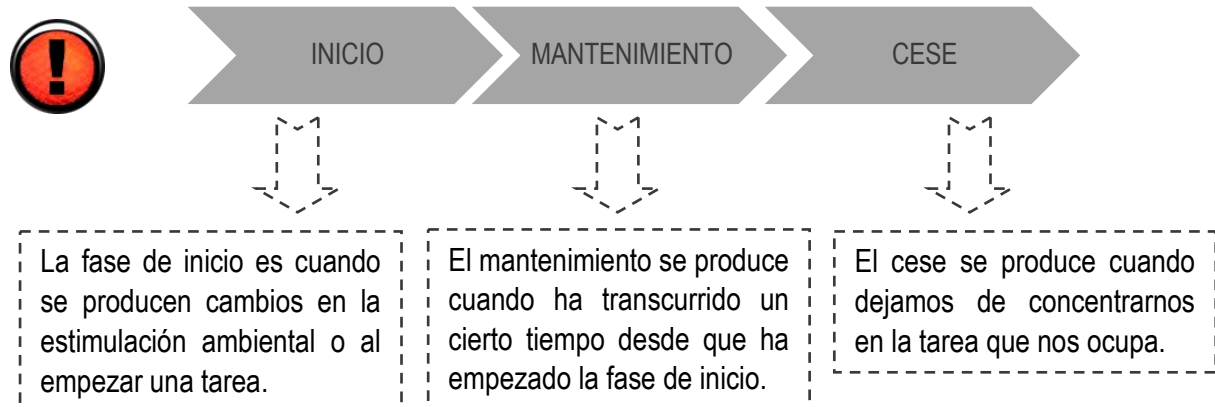 INICIO
MANTENIMIENTO
CESE
La fase de inicio es cuando
se producen cambios en la
estimulación ambiental o al
empezar una tarea.
El mantenimiento se produce
cuando ha transcurrido un
cierto tiempo desde que ha
empezado la fase de inicio.
El cese se produce cuando
dejamos de concentrarnos
en la tarea que nos ocupa.